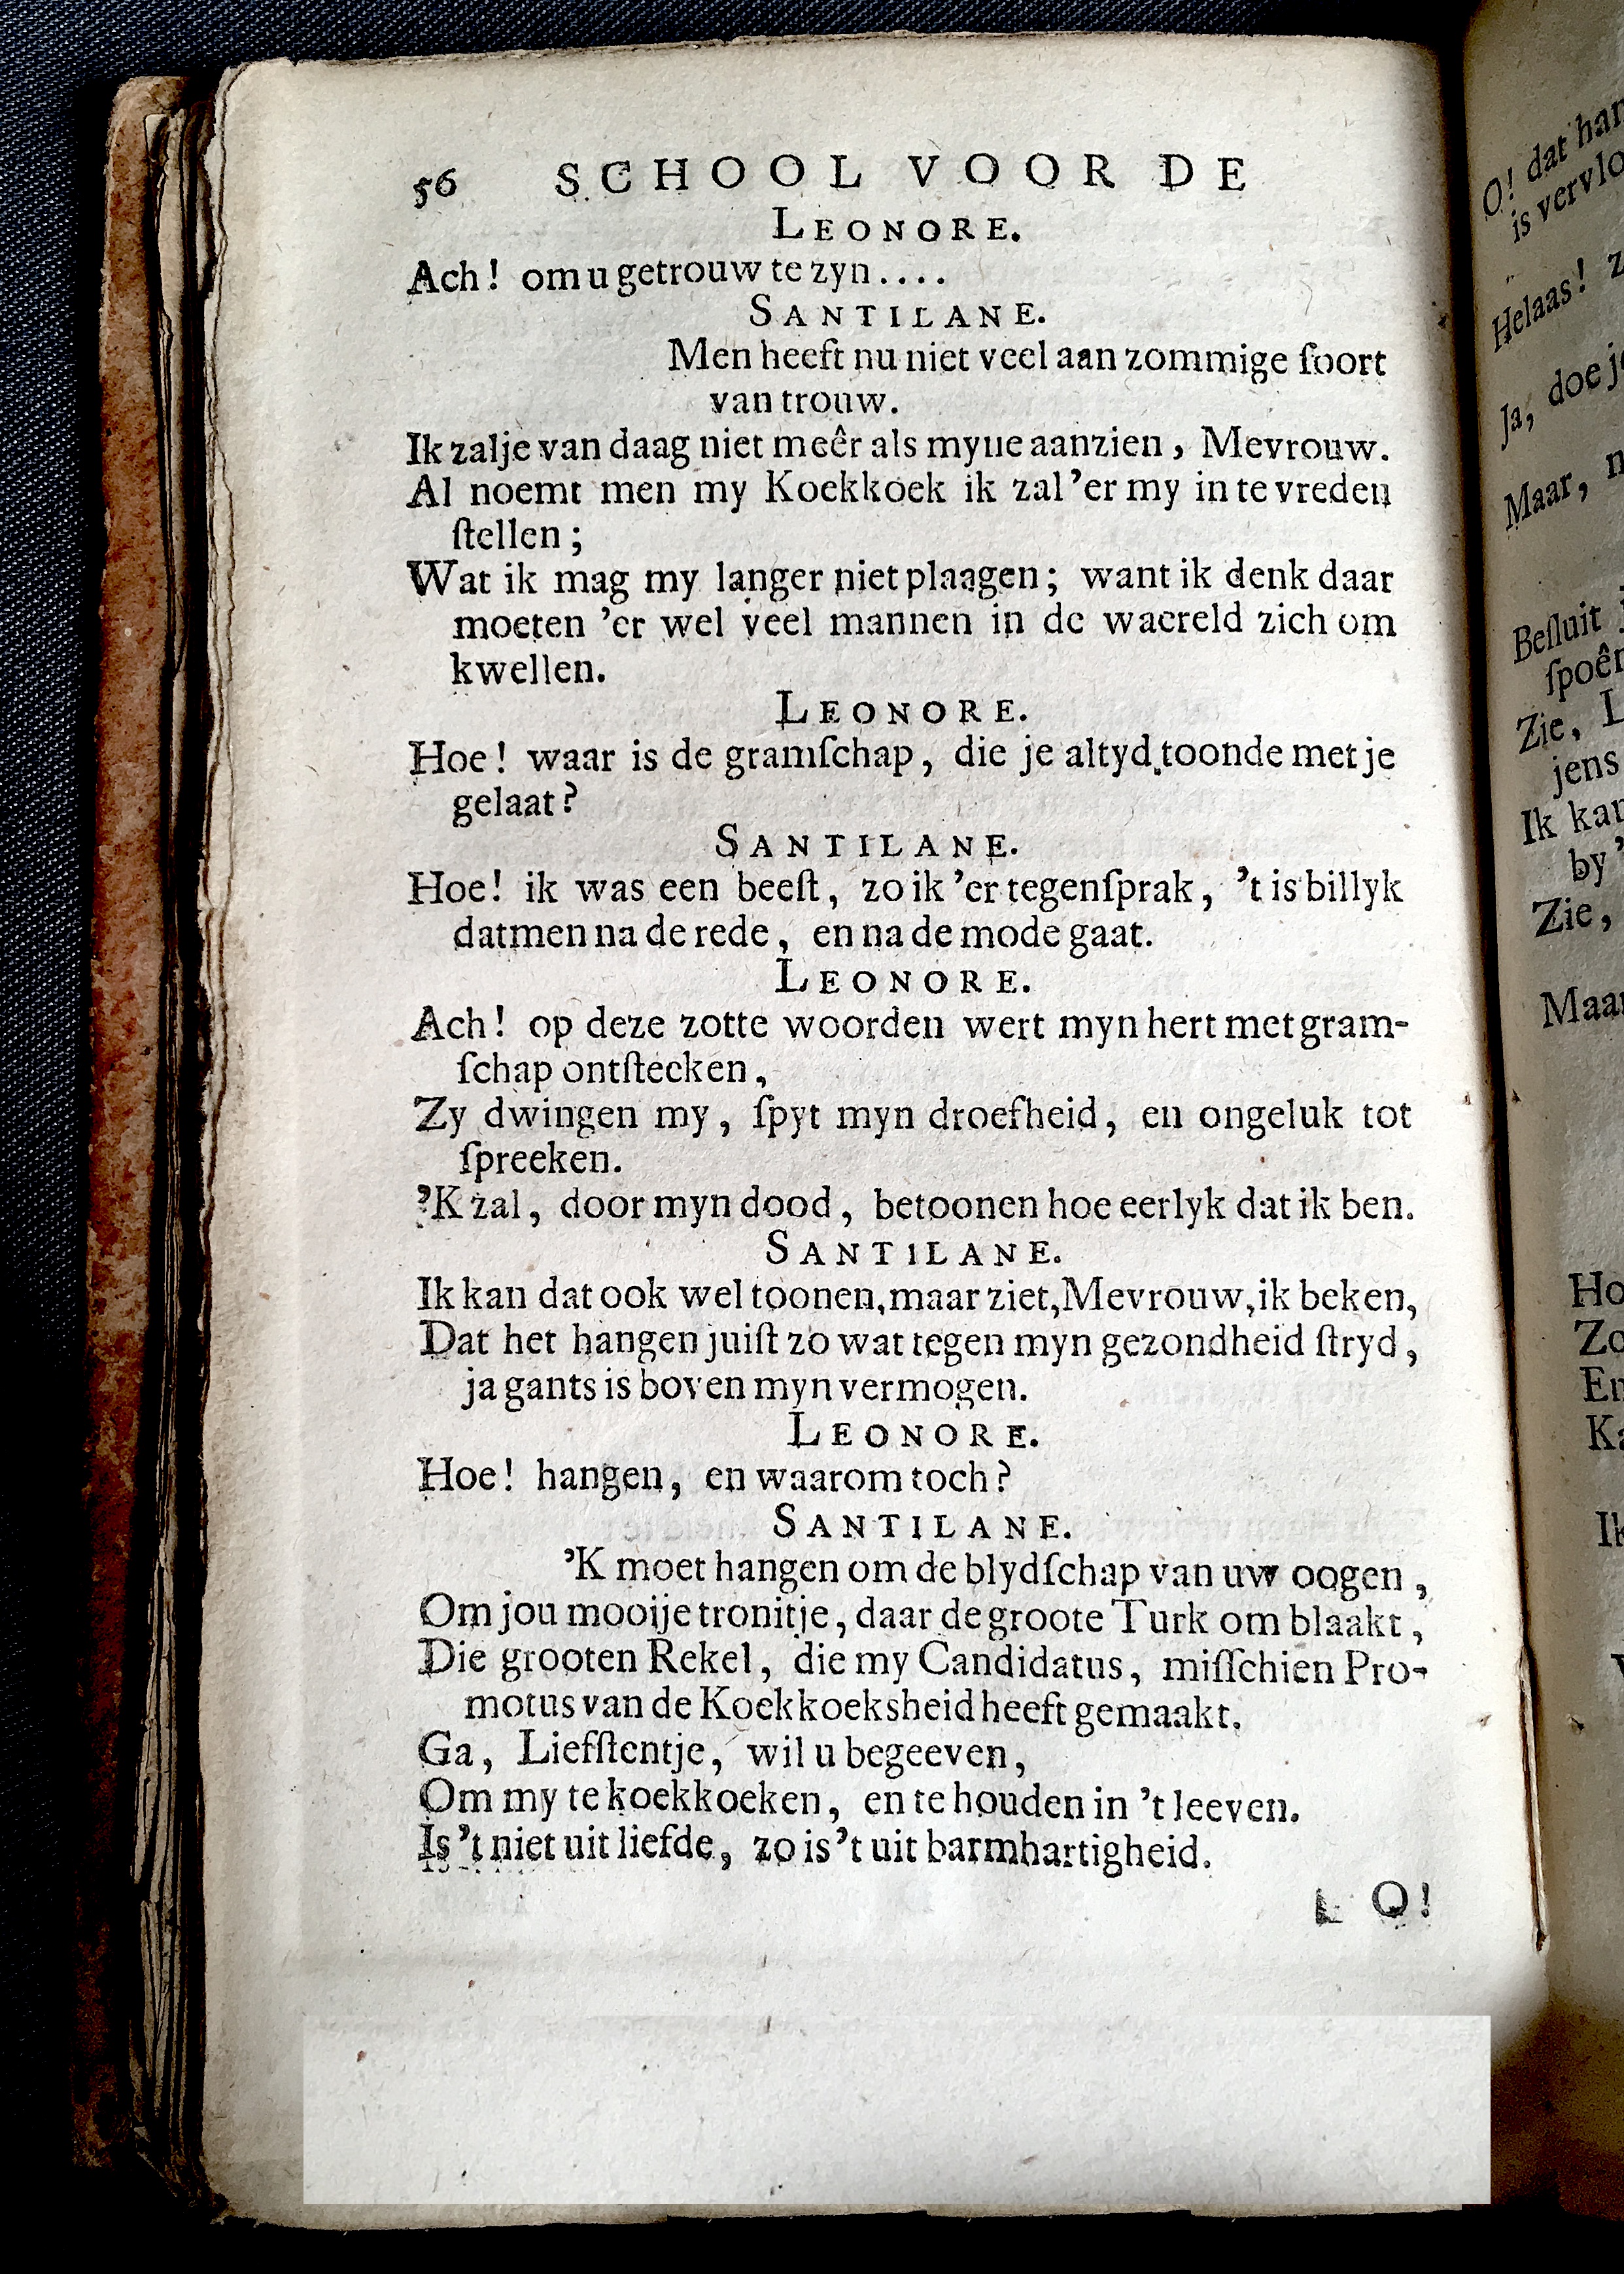 56 SCHOOL VOOR DE
LEONORE.
Ach! om u getrouw te zyn....
SANTILANE.
Men heeft nu niet veel aan zommige ſoort
van trouw.
Ik zal je van daag niet meêr als myne aanzien, Mevrouw.
Al noemt men my Koekkoek ik zal 'er my in te vreden
ſtellen;
Wat ik mag my langer niet plaagen; want ik denk daar
moeten 'er wel veel mannen in de waereld zich om
kwellen.
LEONORE.
Hoe! waar is de gramſchap, die je altyd toonde met je
gelaat?
SANTILANE.
Hoe! ik was een beeſt, zo ik 'er tegenſprak, 't is billyk
datmen na de rede, en na de mode gaat.
LEONORE.
Ach! op deze zotte woorden wert myn hert met gram-
ſchap ontſtecken,
Zy dwingen my, ſpyt myn droefheid, en ongeluk tot
ſpreeken.
'K zal, door myn dood, betoonen hoe eerlyk dat ik ben.
SANTILANE.
Ik kan dat ook wel toonen, maar ziet, Mevrouw, ik beken,
Dat het hangen juiſt zo wat tegen myn gezondheid ſtryd,
ja gants is boven myn vermogen.
LEONORE.
Hoe! hangen, en waarom toch?
SANTILANE.
'K moet hangen om de blydſchap van uw oogen,
Om jou mooije tronitje, daar de groote Turk om blaakt,
Die grooten Rekel, die my Candidatus, miſſchien Pro-
motus van de Koekkoeksheid heeft gemaakt.
Ga, Liefſtentje, wil u begeeven,
Om my te koekkoeken, en te houden in 't leeven.
Is 't niet uit liefde, zo is 't uit barmhartigheid.
L O!
O! dat
is
Helaas!
Ja, doe
Maar,
Beſluit
Zie,
jens
Ik
by
Zie,